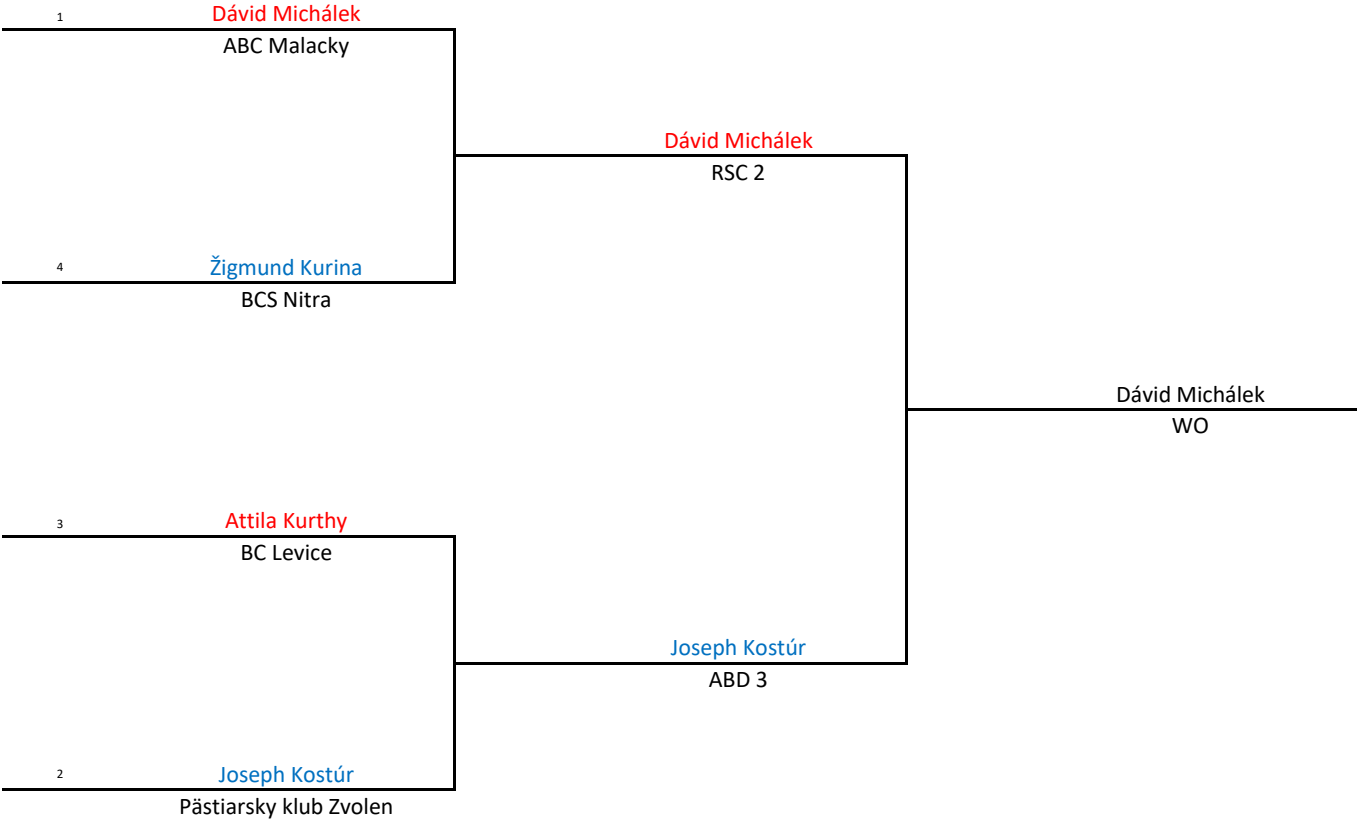 1
Dávid Michálek
ABC Malacky
Dávid Michálek
RSC 2
4
Žigmund Kurina
BCS Nitra
Dávid Michálek
WO
3
Attila Kurthy
BC Levice
Joseph Kostúr
ABD 3
2
Joseph Kostúr
Pästiarsky klub Zvolen